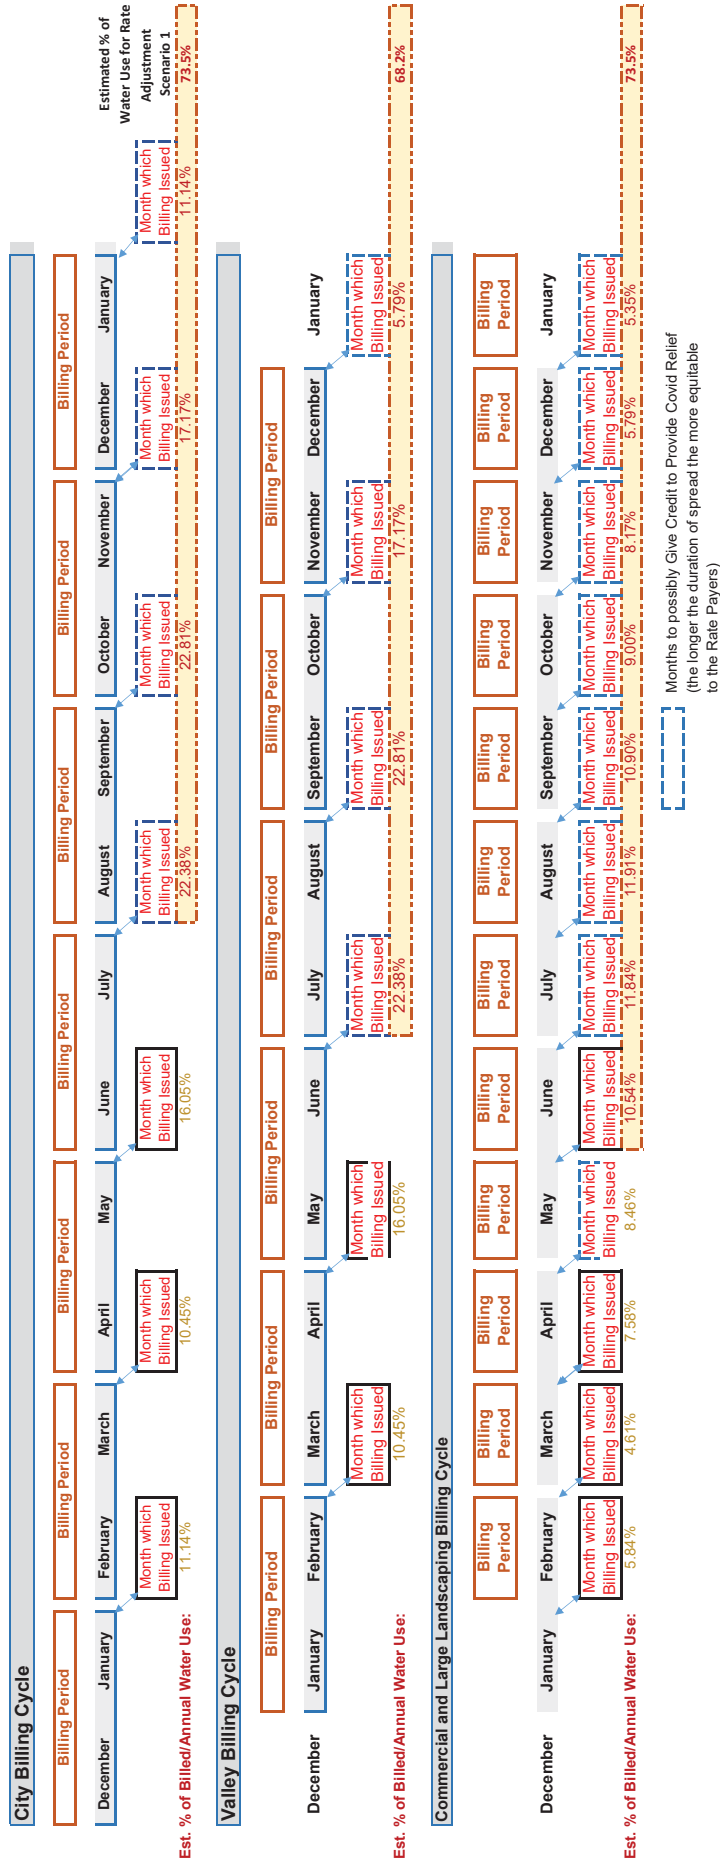 City Billing Cycle
Billing Period
Billing Period
Billing Period
Billing Period
Billing Period
Billing Period
Billing Period
December
January
February
March
April
May
June
July
August
September
October
November
December
January
Estimated % of
Water Use for Rate
Adjustment
Scenario 1
Month which
Billing Issued
Month which
Billing Issued
Month which
Billing Issued
Month which
Billing Issued
Month which
Billing Issued
Month which
Billing Issued
Month which
Billing Issued
Est. % of Billed/Annual Water Use:
11.14%
10.45%
16.05%
22.38%
22.81%
17.17%
11.14%
73.5%
Valley Billing Cycle
Billing Period
Billing Period
Billing Period
Billing Period
Billing Period
Billing Period
December
January
February
March
April
May
June
July
August
September
October
November
December
January
Month which
Billing Issued
Month which
Billing Issued
Month which
Billing Issued
Month which
Billing Issued
Month which
Billing Issued
Month which
Billing Issued
Est. % of Billed/Annual Water Use:
10.45%
16.05%
22.38%
22.81%
17.17%
5.79%
68.2%
Commercial and Large Landscaping Billing Cycle
Billing
Period
Billing
Period
Billing
Period
Billing
Period
Billing
Period
Billing
Period
Billing
Period
Billing
Period
Billing
Period
Billing
Period
Billing
Period
Billing
Period
December
January
February
March
April
May
June
July
August
September
October
November
December
January
Month which
Billing Issued
Month which
Billing Issued
Month which
Billing Issued
Month which
Billing Issued
Month which
Billing Issued
Month which
Billing Issued
Month which
Billing Issued
Month which
Billing Issued
Month which
Billing Issued
Month which
Billing Issued
Month which
Billing Issued
Month which
Billing Issued
Est. % of Billed/Annual Water Use:
5.84%
4.61%
7.58%
8.46%
10.54%
11.84%
11.91%
10.90%
9.00%
8.17%
5.79%
5.35%
73.5%
Months to possibly Give Credit to Provide Covid Relief
(the longer the duration of spread the more equitable
to the Rate Payers)